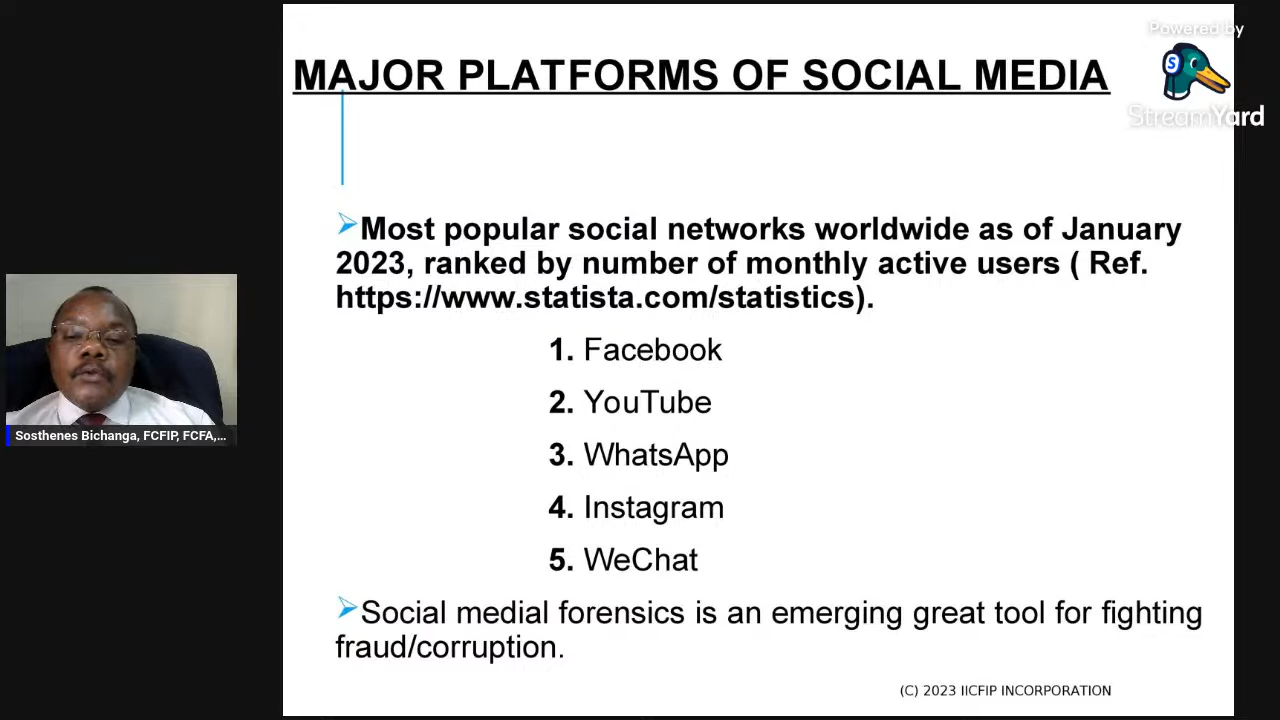 Powered by
StreamYard
MAJOR PLATFORMS OF SOCIAL MEDIA
➢Most popular social networks worldwide as of January
2023, ranked by number of monthly active users ( Ref.
https://www.statista.com/statistics).
1. Facebook
2. YouTube
3. WhatsApp
4. Instagram
5. WeChat
➢Social medial forensics is an emerging great tool for fighting
fraud/corruption.
(C) 2023 IICFIP INCORPORATION
Sosthenes Bichanga, FCFIP, FCFA,...